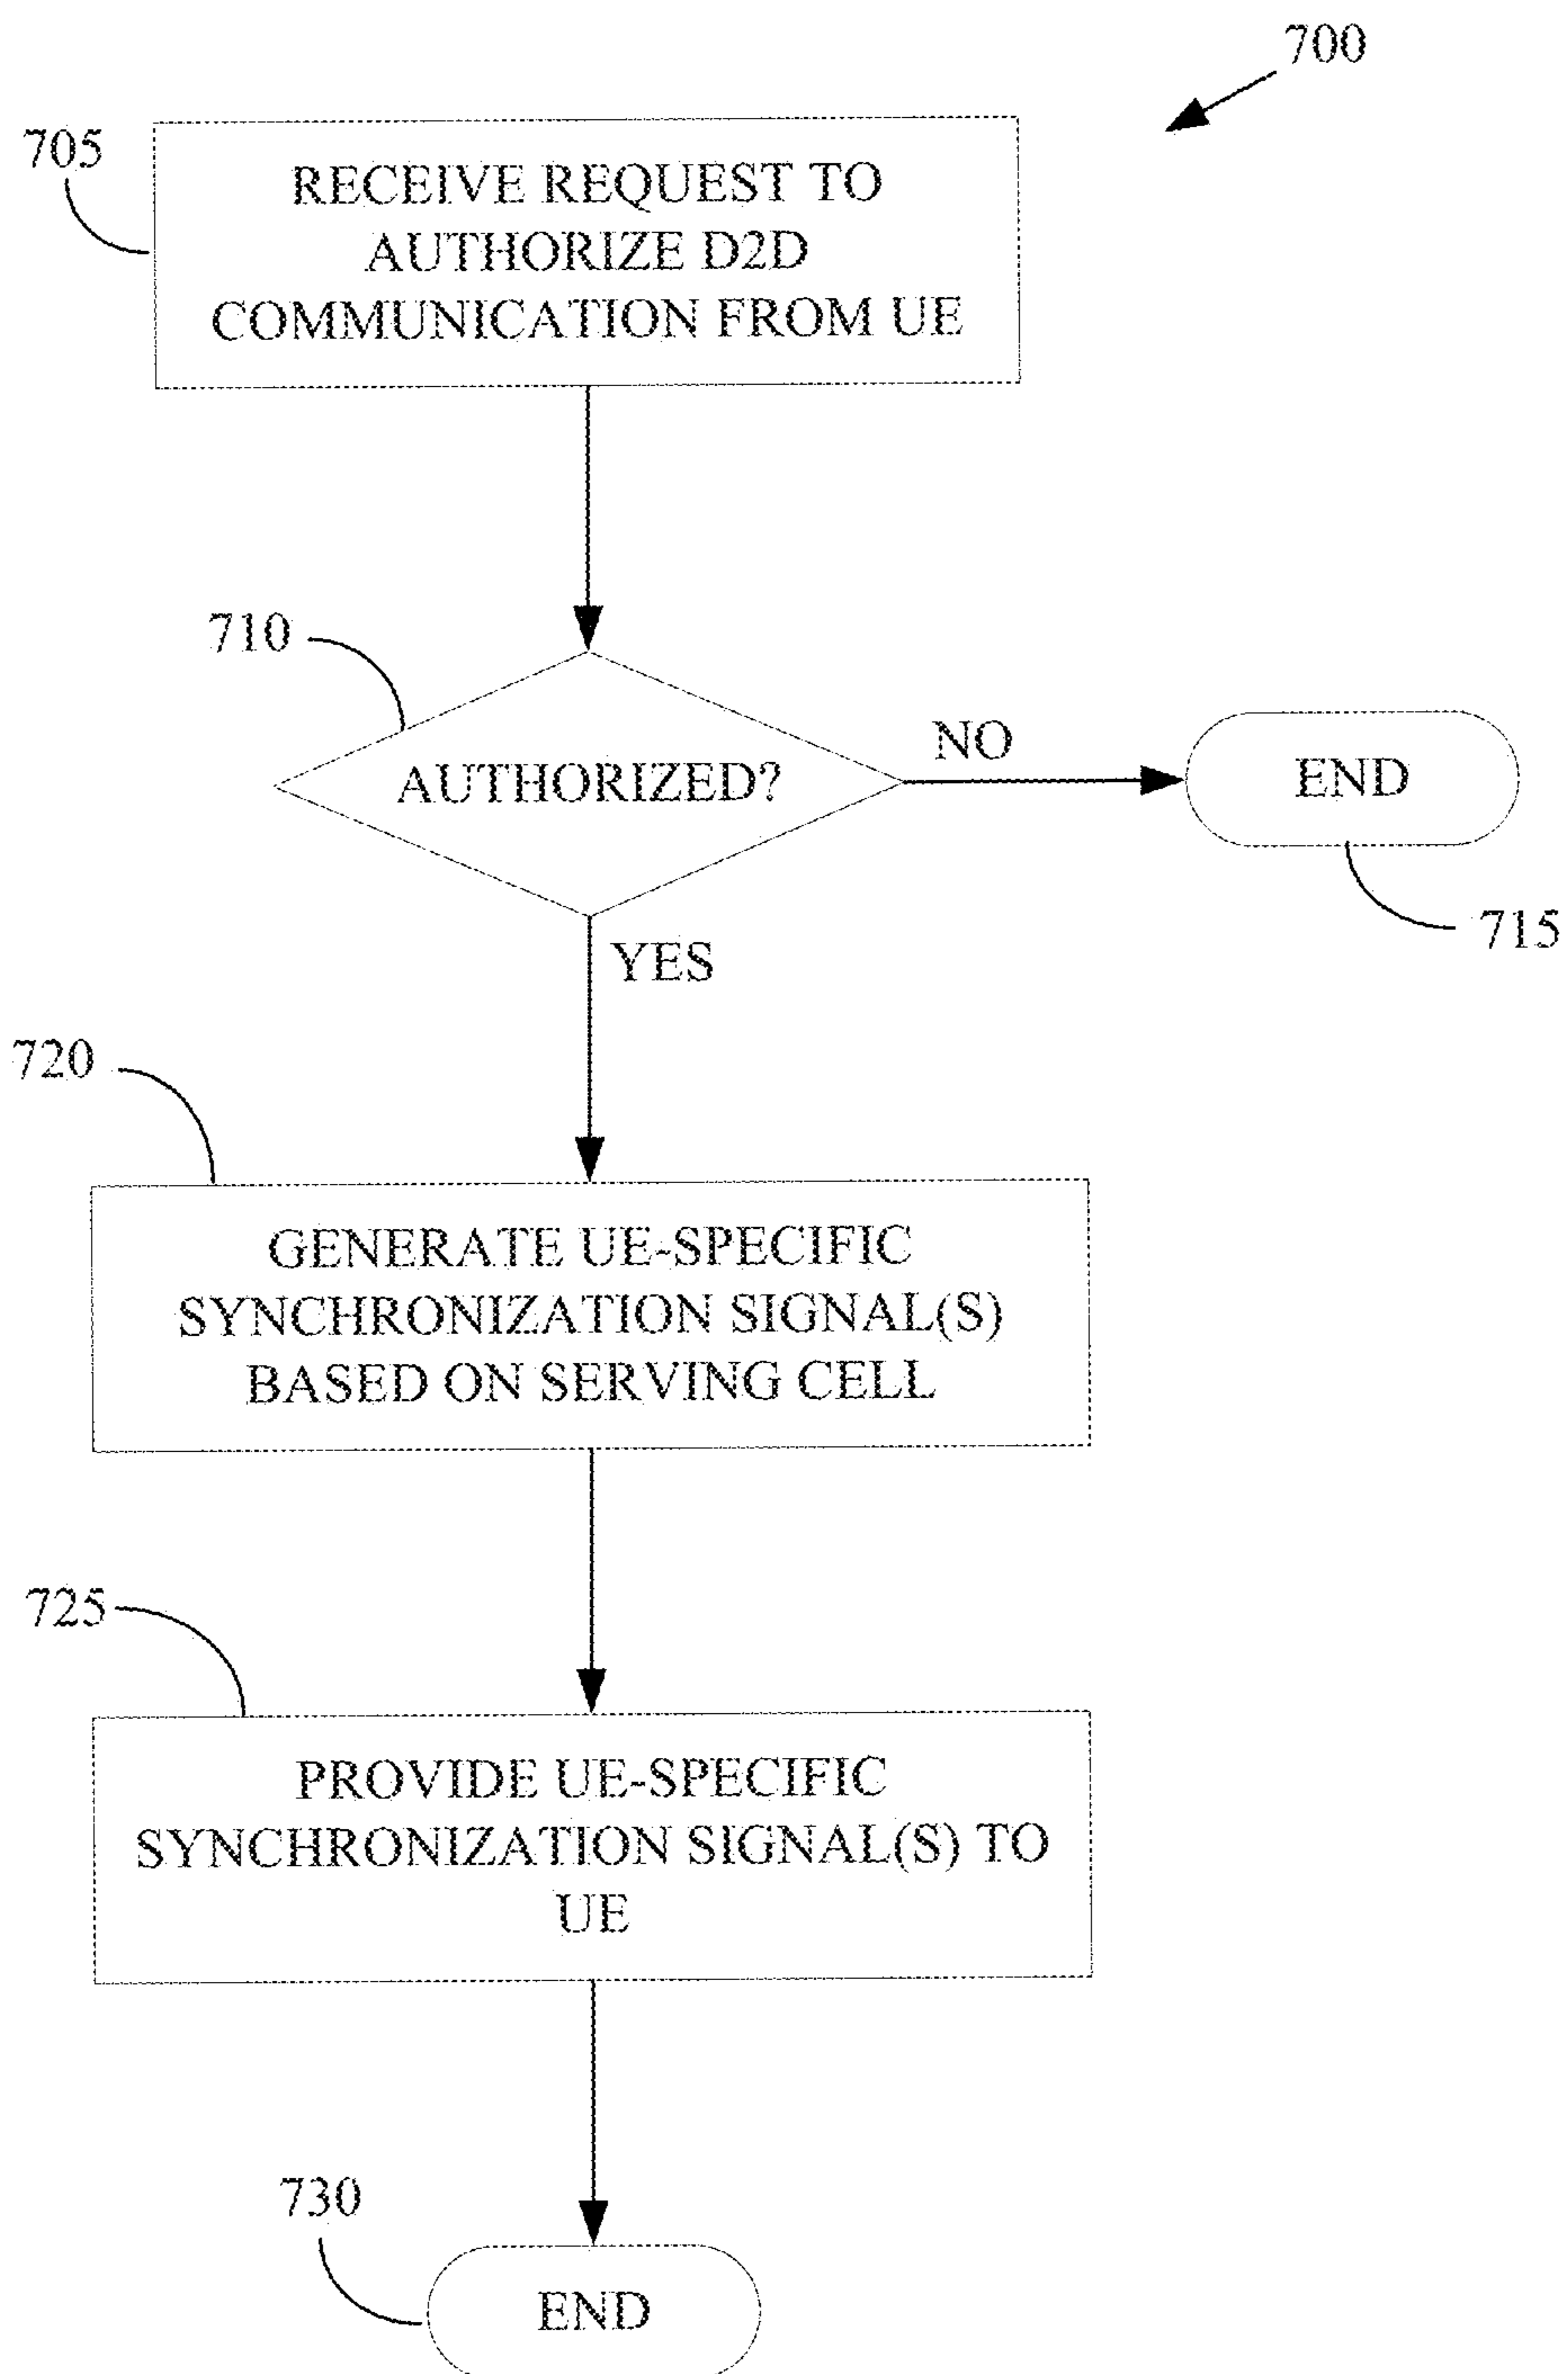 700
705
RECEIVE REQUEST TO
AUTHORIZE D2D
COMMUNICATION FROM UE
710
AUTHORIZED?
NO
END
715
YES
720
GENERATE UE-SPECIFIC
SYNCHRONIZATION SIGNAL(S)
BASED ON SERVING CELL
725
PROVIDE UE-SPECIFIC
SYNCHRONIZATION SIGNAL(S) TO
UE
730
END